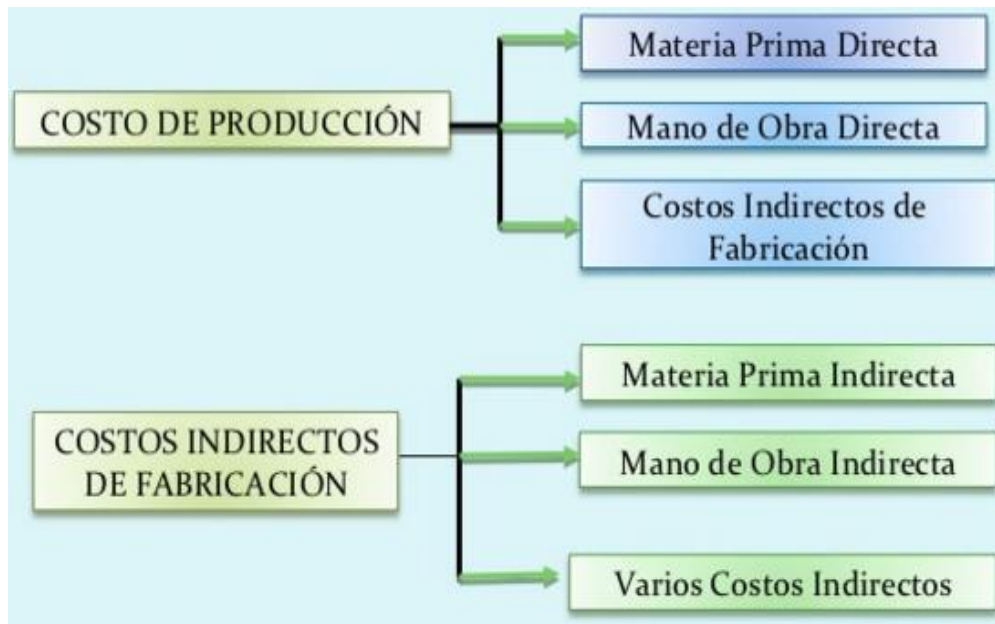 Materia Prima Directa
COSTO DE PRODUCCIÓN
Mano de Obra Directa
Costos Indirectos de
Fabricación
Materia Prima Indirecta
COSTOS INDIRECTOS
DE FABRICACIÓN
Mano de Obra Indirecta
Varios Costos Indirectos